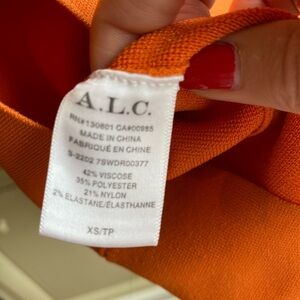 A.L.C.
RN#130601 CA#00985
MADE IN CHINA
FABRIQUÉ EN CHINE
S-2202 7SWDR00377
42% VISCOSE
35% POLYESTER
21% NYLON
2% ELASTANE/ÉLASTHANNE
XS/TP